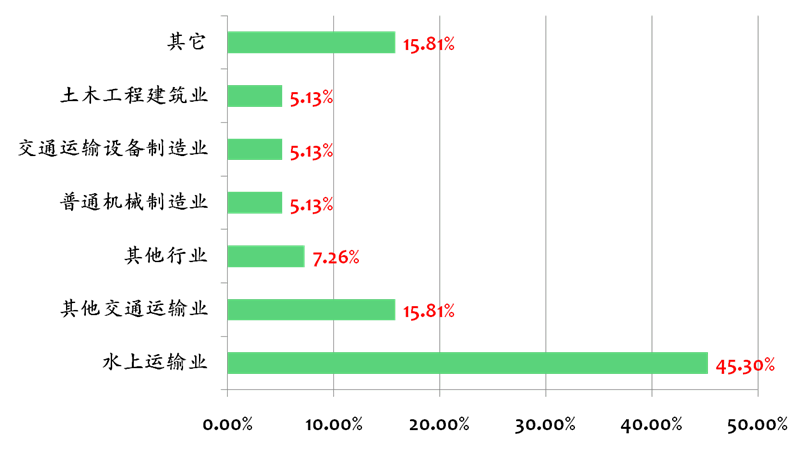 其它 15.81%
土木工程建筑业 5.13%
交通运输设备制造业 5.13%
普通机械制造业 5.13%
其他行业 7.26%
其他交通运输业 15.81%
水上运输业 45.30%
0.00% 10.00% 20.00% 30.00% 40.00% 50.00%